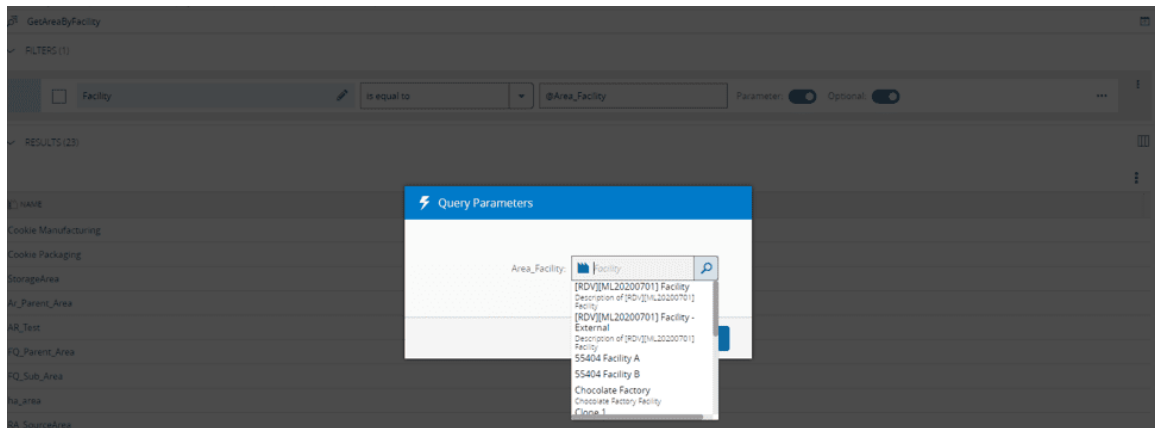 GetAreaByFacility
FILTERS (1)
Facility
is equal to
@Area_Facility
Parameter:
Optional:
RESULTS (23)
NAME
Cookie Manufacturing
Cookie Packaging
StorageArea
Ar_Parent_Area
AR_Test
FQ_Parent_Area
FQ_Sub_Area
ha_area
RA_SourceArea
Query Parameters
Area_Facility:
Facility
[RDV][ML20200701] Facility
Description of [RDV][ML20200701]
Facility
[RDV][ML20200701] Facility -
External
Description of [RDV][ML20200701]
Facility
55404 Facility A
55404 Facility B
Chocolate Factory
Chocolate Factory Facility
Clone 1